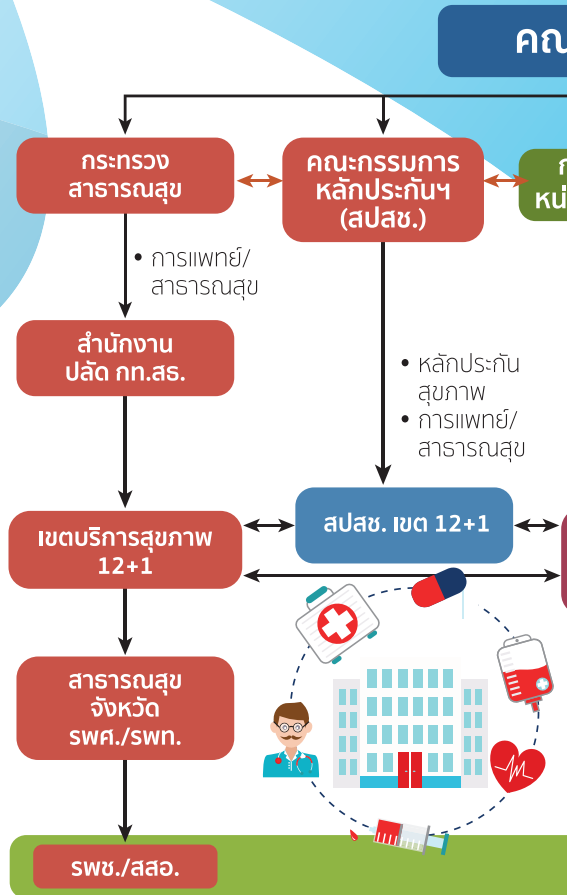 คณ
กระทรวง
สาธารณสุข
คณะกรรมการ
หลักประกันฯ
(สปสช.)
ก
หน่
• การแพทย์/
สาธารณสุข
สำนักงาน
ปลัด กท.สธ.
• หลักประกัน
สุขภาพ
• การแพทย์/
สาธารณสุข
เขตบริการสุขภาพ
12+1
สปสช. เขต 12+1
สาธารณสุข
จังหวัด
รพศ./รพท.
รพช./สสอ.